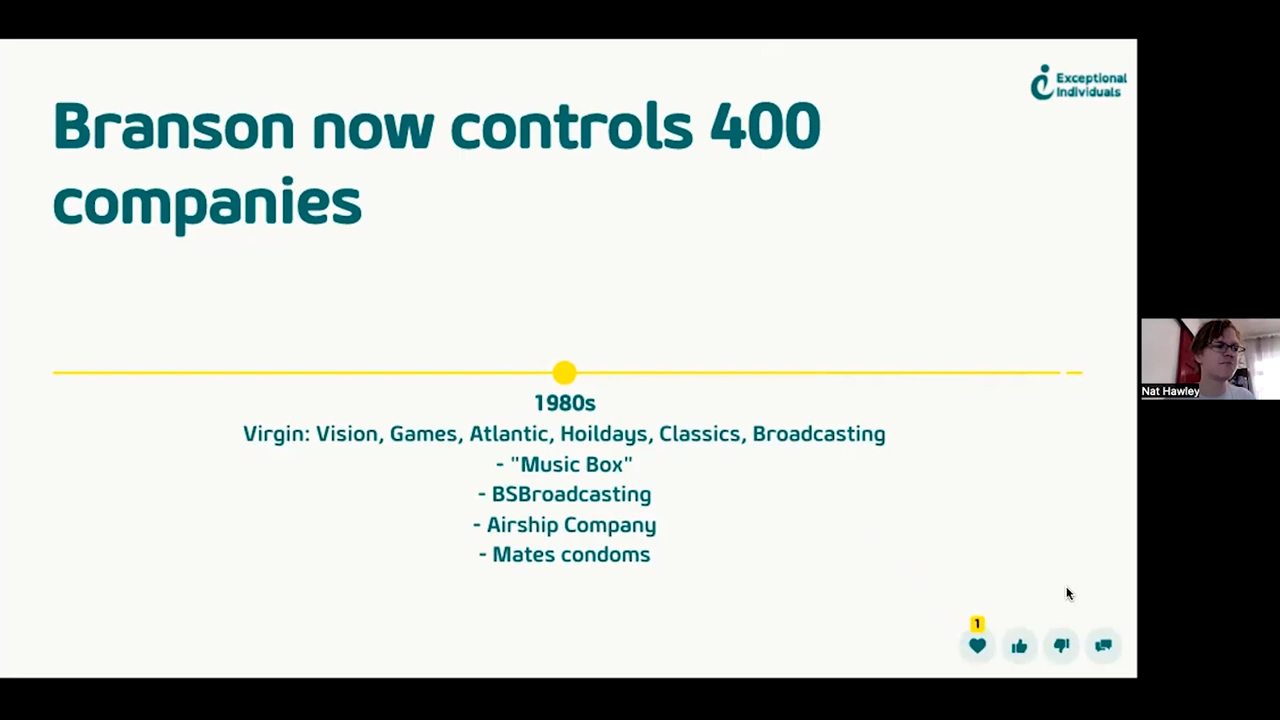 Exceptional
Individuals
Branson now controls 400
companies
1980s
Virgin: Vision, Games, Atlantic, Hoildays, Classics, Broadcasting
- "Music Box"
- BSBroadcasting
- Airship Company
- Mates condoms
Nat Hawley
1